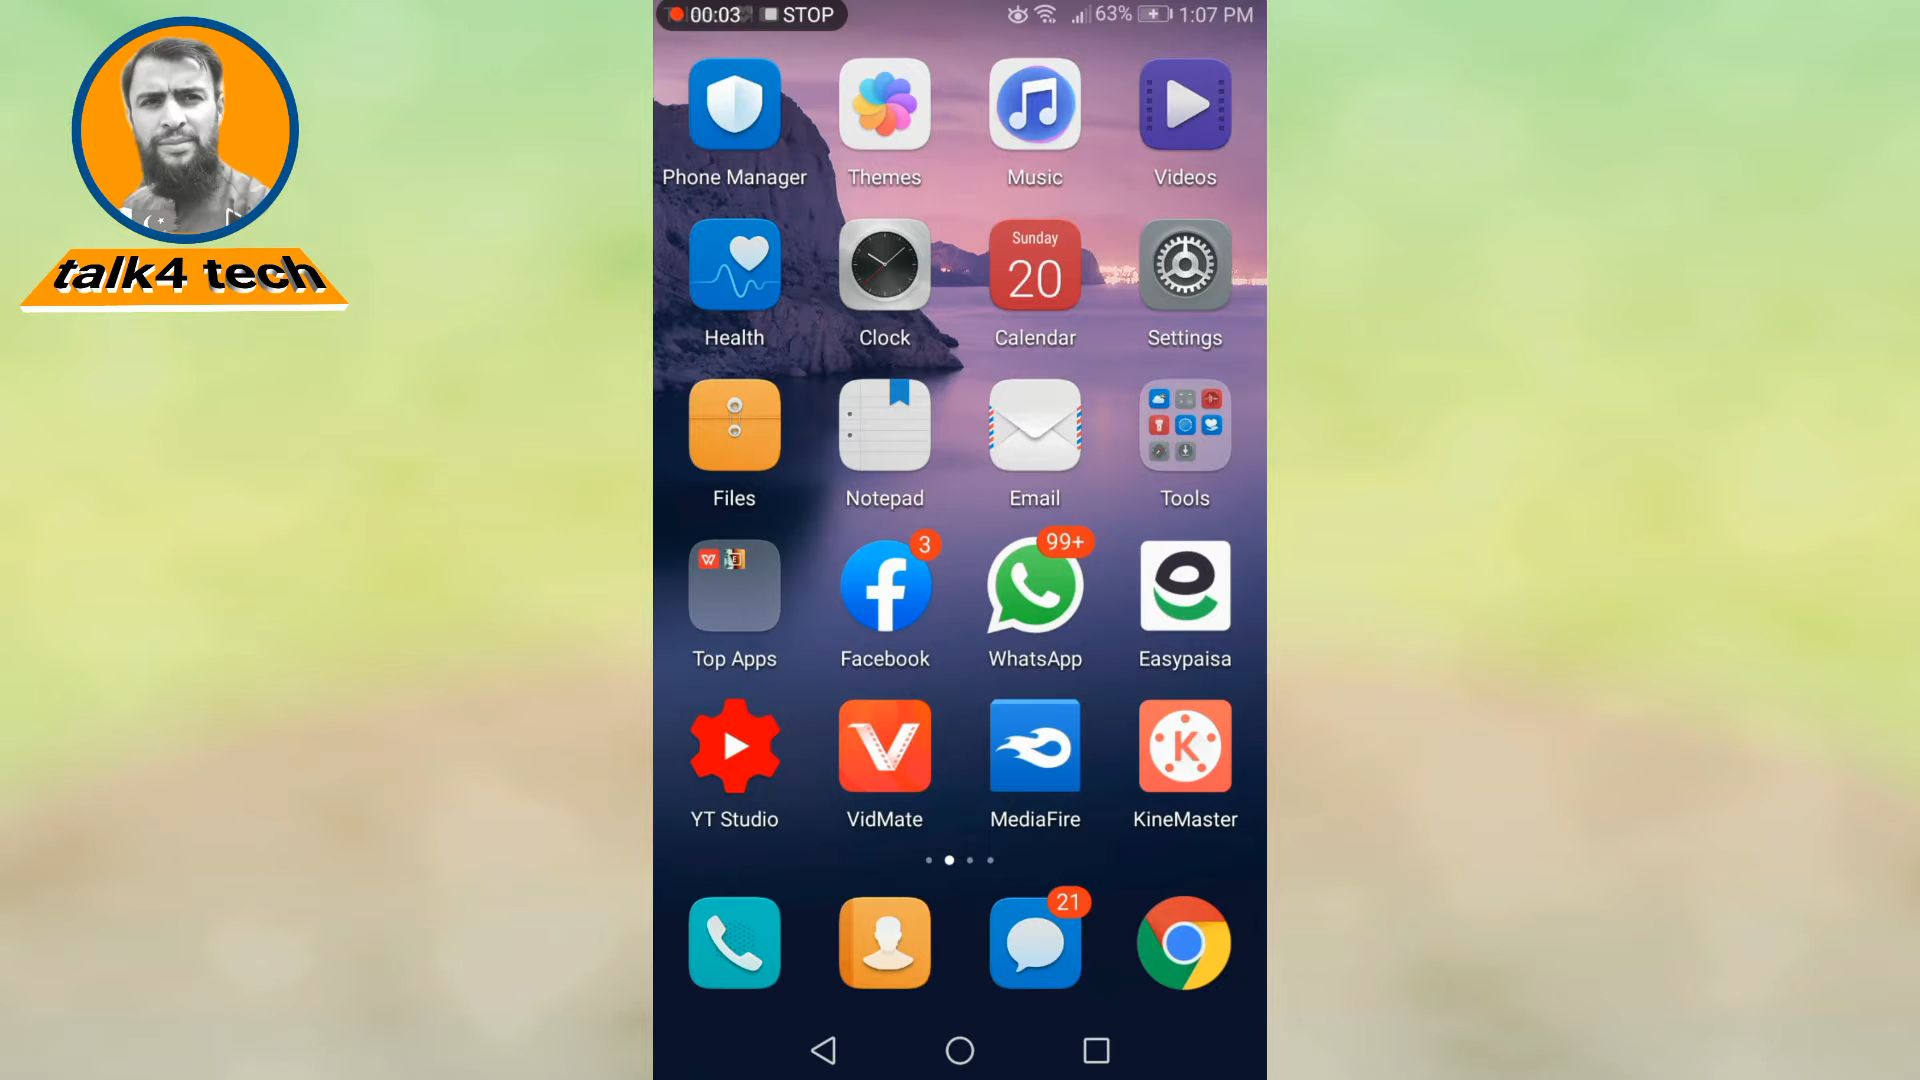 00:03 STOP 63% 1:07 PM
talk4 tech
Phone Manager Themes Music Videos
Sunday
20
Health Clock Calendar Settings
Files Notepad Email Tools
3 99+
Top Apps Facebook WhatsApp Easypaisa
K
YT Studio VidMate MediaFire KineMaster
21